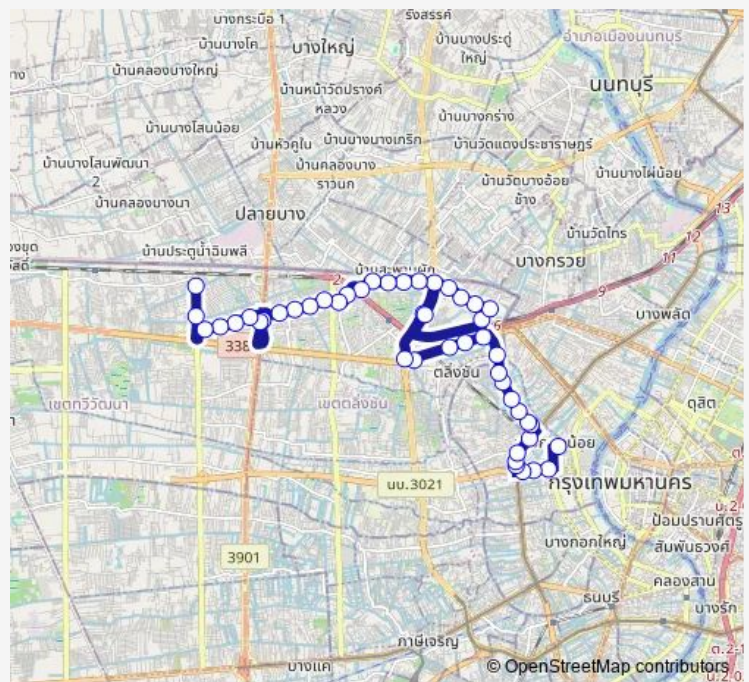 บางกระบือ 1
รังสรรค์
บ้านบางโค
บางใหญ่
บ้านบางประดู่
ใหญ่
อำเภอเมืองนนทบุรี
บ้านคลองบางใหญ่
บ้านหน้าวัดปรางค์
หลวง
นนทบุรี
บ้านบางกร่าง
บ้านบางโสนน้อย
บ้านหัวคูใน
บ้านบางนางเกริก
บ้านวัดแดงประชาราษฎร์
บ้านบางโสนพัฒนา
2
บ้านคลองบาง
ราวนก
บ้านวัดบางอ้อย
ช้าง
บ้านบางไผ่น้อย
บ้านคลองบางนา
ปลายบาง
13
บ้านวัดไทร
12
บ้านประตูน้ำฉิมพลี
บางกรวย
11
บ้านสะพานผัก
2
9
6
บางพลัด
338
ตลิ่งชัน
เขตทวีวัฒนา
เขตตลิ่งชัน
ดุสิต
นบ.3021
กรุงเทพมหานคร
น.2
ป้อมปราบศัตรู
บางกอกใหญ่
สัมพันธวงศ์
3901
คลองสาน
ธนบุรี
บางรัก
ภาษีเจริญ
บางแค
© OpenStreetMap contributors